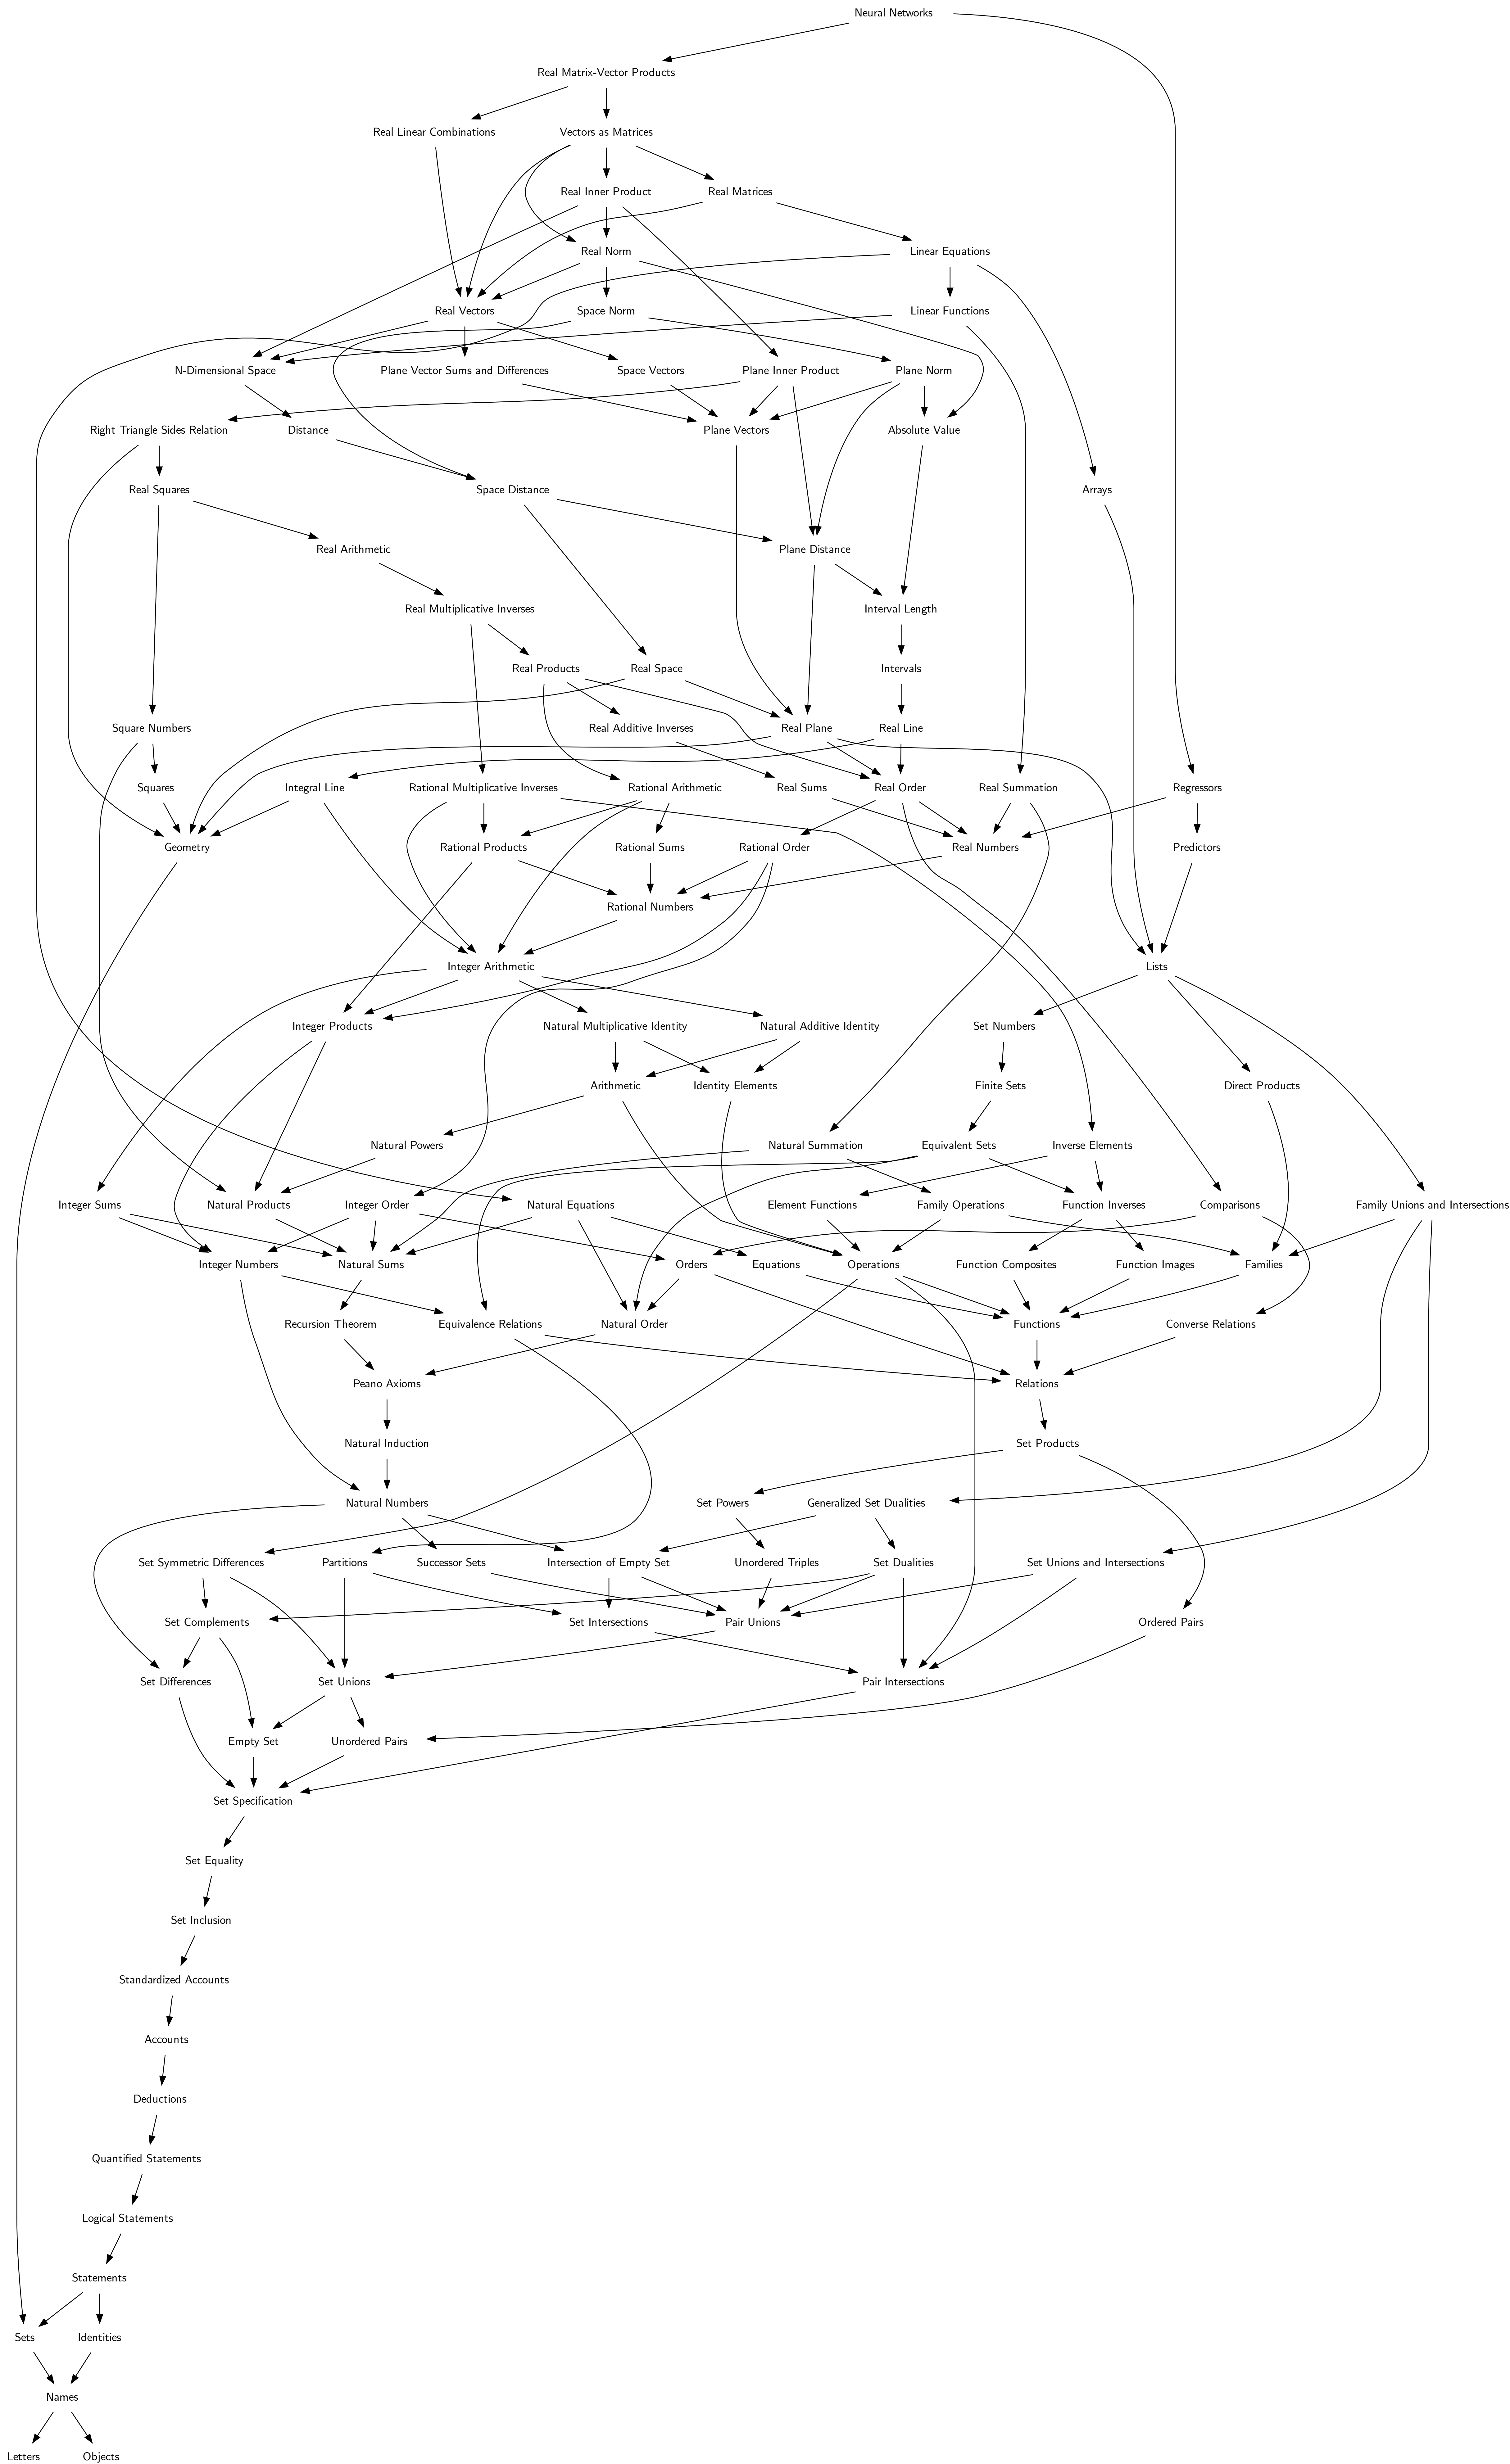 Neural Networks
Real Matrix-Vector Products
Real Linear Combinations
Vectors as Matrices
Real Inner Product
Real Matrices
Real Norm
Linear Equations
Real Vectors
Space Norm
Linear Functions
N-Dimensional Space
Plane Vector Sums and Differences
Space Vectors
Plane Inner Product
Plane Norm
Right Triangle Sides Relation
Distance
Plane Vectors
Absolute Value
Real Squares
Space Distance
Arrays
Real Arithmetic
Plane Distance
Real Multiplicative Inverses
Interval Length
Real Products
Real Space
Intervals
Square Numbers
Real Additive Inverses
Real Plane
Real Line
Squares
Integral Line
Rational Multiplicative Inverses
Rational Arithmetic
Real Sums
Real Order
Real Summation
Regressors
Geometry
Rational Products
Rational Sums
Rational Order
Real Numbers
Predictors
Rational Numbers
Integer Arithmetic
Lists
Integer Products
Natural Multiplicative Identity
Natural Additive Identity
Set Numbers
Arithmetic
Identity Elements
Finite Sets
Direct Products
Natural Powers
Natural Summation
Equivalent Sets
Inverse Elements
Integer Sums
Natural Products
Integer Order
Natural Equations
Element Functions
Family Operations
Function Inverses
Comparisons
Family Unions and Intersections
Integer Numbers
Natural Sums
Orders
Equations
Operations
Function Composites
Function Images
Families
Recursion Theorem
Equivalence Relations
Natural Order
Functions
Converse Relations
Peano Axioms
Relations
Natural Induction
Set Products
Natural Numbers
Set Powers
Generalized Set Dualities
Set Symmetric Differences
Partitions
Successor Sets
Intersection of Empty Set
Unordered Triples
Set Dualities
Set Unions and Intersections
Set Complements
Set Intersections
Pair Unions
Ordered Pairs
Set Differences
Set Unions
Pair Intersections
Empty Set
Unordered Pairs
Set Specification
Set Equality
Set Inclusion
Standardized Accounts
Accounts
Deductions
Quantified Statements
Logical Statements
Statements
Sets
Identities
Names
Letters
Objects